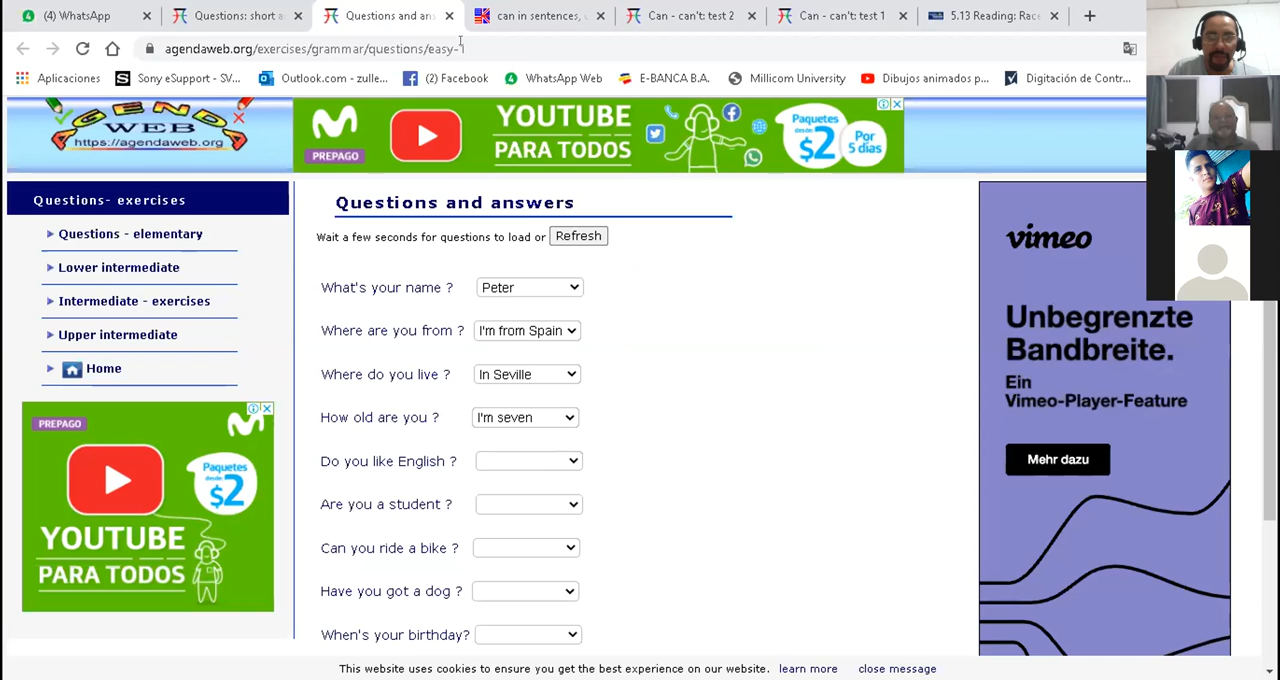 (4) WhatsApp
Questions: short a
Questions and ans
can in sentences,
Can - can't: test 2
Can - can't: test 1
5.13 Reading: Race
agendaweb.org/exercises/grammar/questions/easy-1
Aplicaciones
Sony eSupport - SV...
Outlook.com - zulle...
(2) Facebook
WhatsApp Web
E-BANCA B.A.
Millicom University
Dibujos animados p...
Digitación de Contr...
AGENDA
WEB
https://agendaweb.org
PREPAGO
YOUTUBE
PARA TODOS
Paquetes
desde:
$2
Por
5 días
Questions- exercises
Questions - elementary
Lower intermediate
Intermediate - exercises
Upper intermediate
Home
PREPAGO
Paquetes
desde:
$2
YOUTUBE
PARA TODOS
Questions and answers
Wait a few seconds for questions to load or Refresh
What's your name ? Peter
Where are you from ? I'm from Spain
Where do you live ? In Seville
How old are you ? I'm seven
Do you like English ?
Are you a student ?
Can you ride a bike ?
Have you got a dog ?
When's your birthday?
vimeo
Unbegrenzte
Bandbreite.
Ein
Vimeo-Player-Feature
Mehr dazu
This website uses cookies to ensure you get the best experience on our website. learn more close message